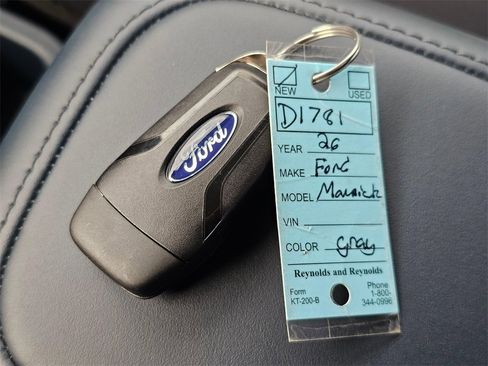 Ford
NEW USED
D1781
YEAR 26
MAKE Ford
MODEL Maverick
VIN
COLOR gray
Reynolds and Reynolds
Form Phone
KT-200-B 1-800-
344-0996